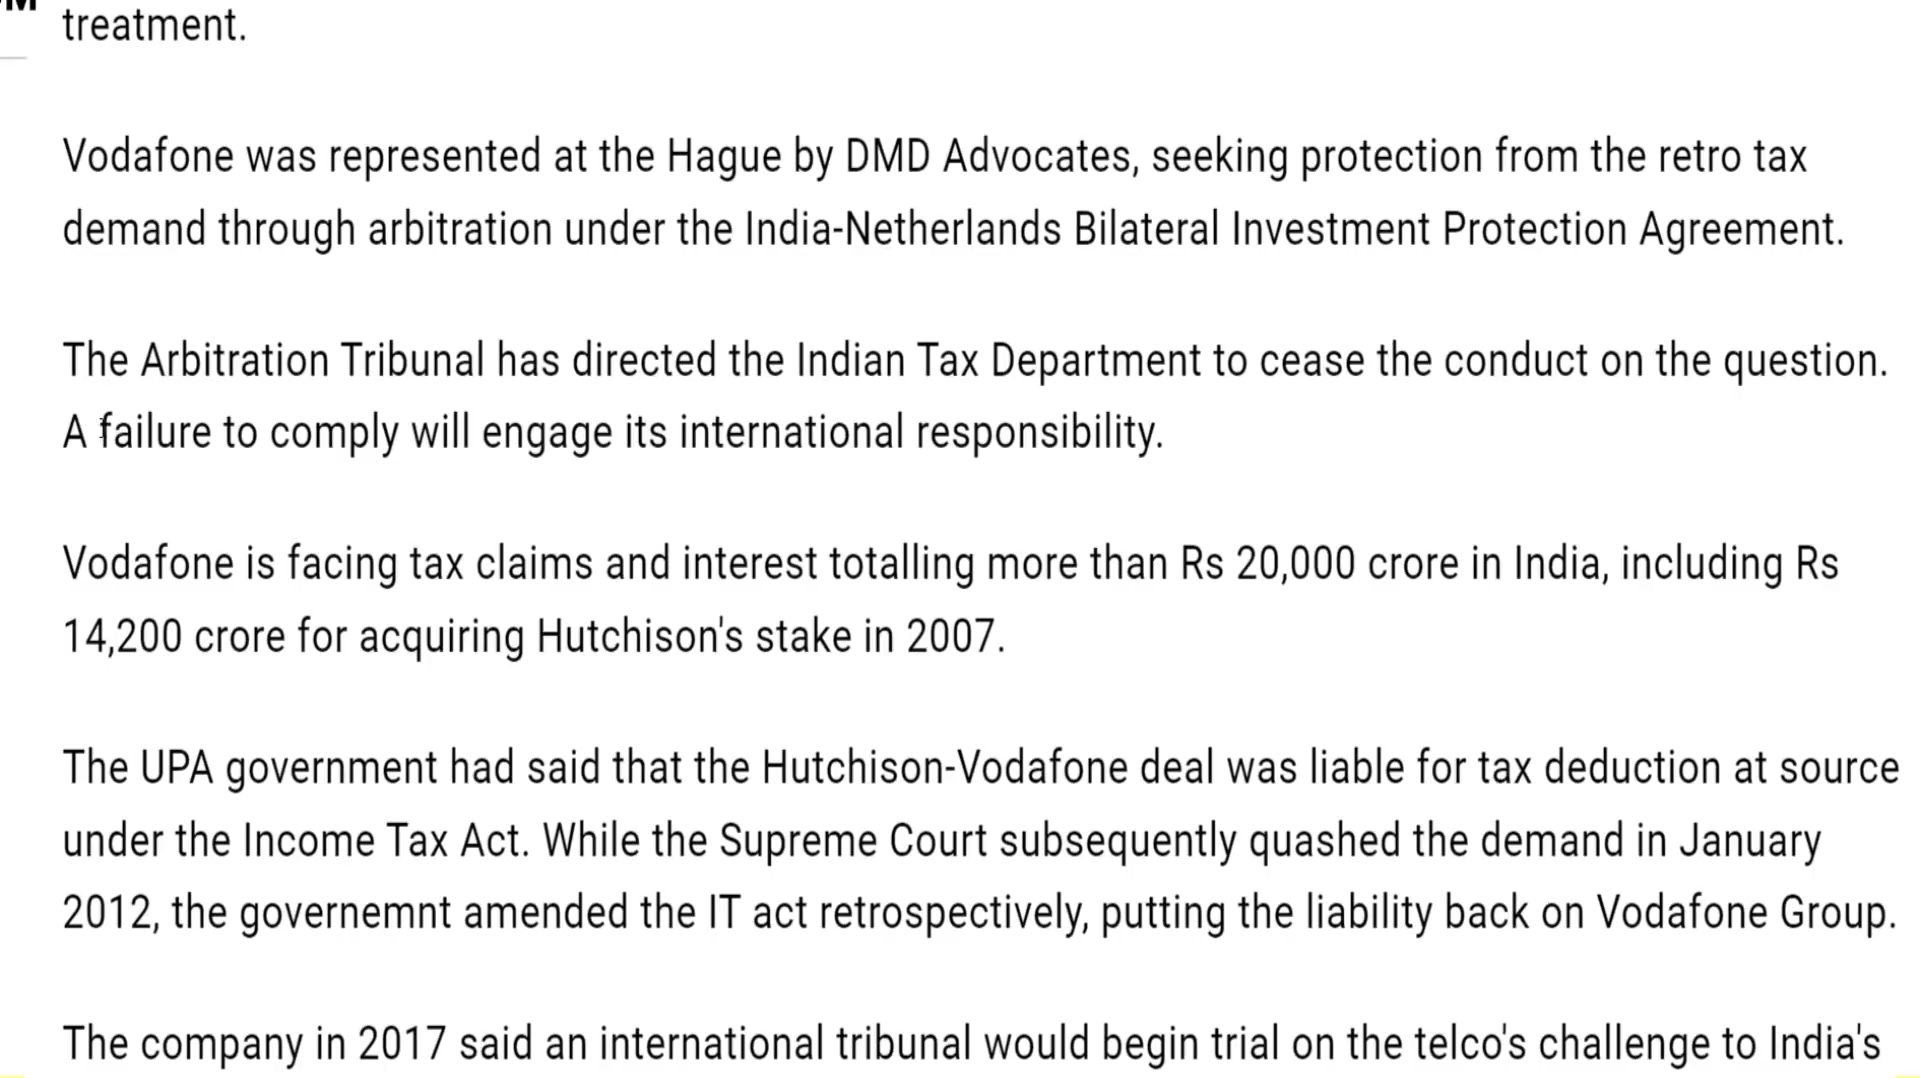 treatment.
Vodafone was represented at the Hague by DMD Advocates, seeking protection from the retro tax
demand through arbitration under the India-Netherlands Bilateral Investment Protection Agreement.
The Arbitration Tribunal has directed the Indian Tax Department to cease the conduct on the question.
A failure to comply will engage its international responsibility.
Vodafone is facing tax claims and interest totalling more than Rs 20,000 crore in India, including Rs
14,200 crore for acquiring Hutchison's stake in 2007.
The UPA government had said that the Hutchison-Vodafone deal was liable for tax deduction at source
under the Income Tax Act. While the Supreme Court subsequently quashed the demand in January
2012, the governemnt amended the IT act retrospectively, putting the liability back on Vodafone Group.
The company in 2017 said an international tribunal would begin trial on the telco's challenge to India's